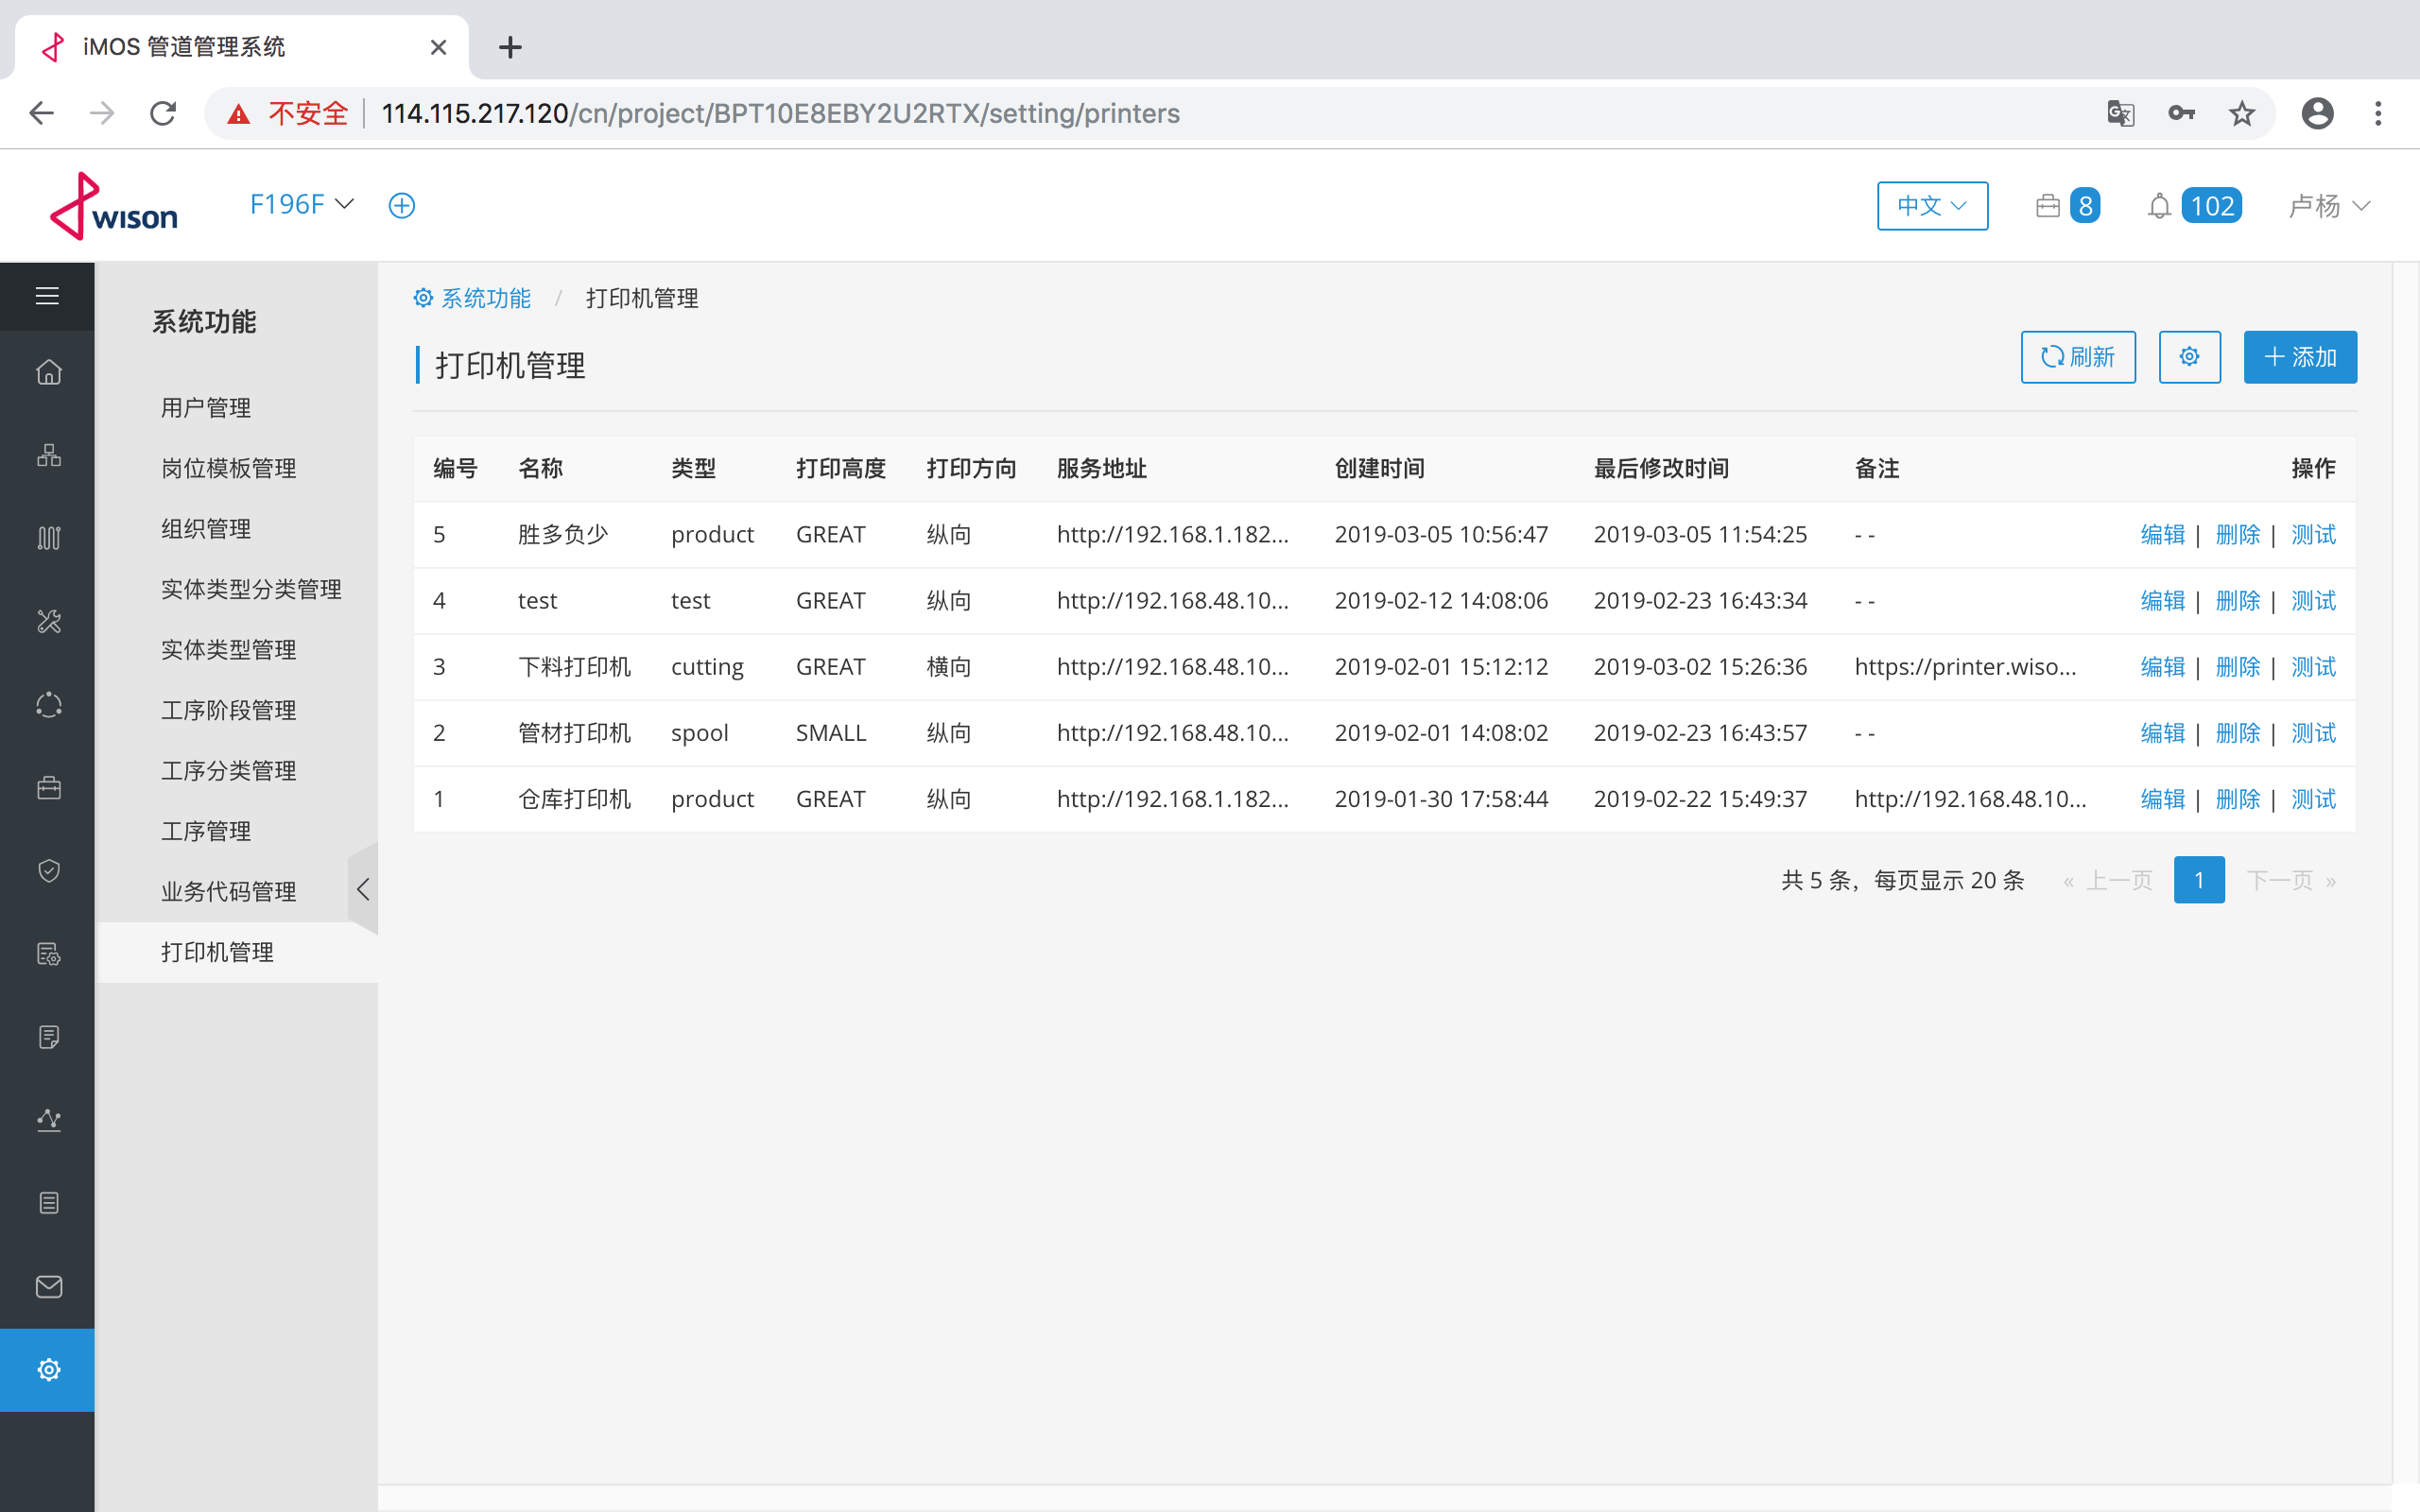 iMOS 管道管理系统
不安全 114.115.217.120/cn/project/BPT10E8EBY2U2RTX/setting/printers
wison F196F 中文 8 102 卢杨
系统功能
用户管理
岗位模板管理
组织管理
实体类型分类管理
实体类型管理
工序阶段管理
工序分类管理
工序管理
业务代码管理
打印机管理
系统功能 / 打印机管理
打印机管理
刷新 添加
编号 名称 类型 打印高度 打印方向 服务地址 创建时间 最后修改时间 备注 操作
5 胜多负少 product GREAT 纵向 http://192.168.1.182... 2019-03-05 10:56:47 2019-03-05 11:54:25 - - 编辑 | 删除 | 测试
4 test test GREAT 纵向 http://192.168.48.10... 2019-02-12 14:08:06 2019-02-23 16:43:34 - - 编辑 | 删除 | 测试
3 下料打印机 cutting GREAT 横向 http://192.168.48.10... 2019-02-01 15:12:12 2019-03-02 15:26:36 https://printer.wiso... 编辑 | 删除 | 测试
2 管材打印机 spool SMALL 纵向 http://192.168.48.10... 2019-02-01 14:08:02 2019-02-23 16:43:57 - - 编辑 | 删除 | 测试
1 仓库打印机 product GREAT 纵向 http://192.168.1.182... 2019-01-30 17:58:44 2019-02-22 15:49:37 http://192.168.48.10... 编辑 | 删除 | 测试
共 5 条，每页显示 20 条 « 上一页 1 下一页 »